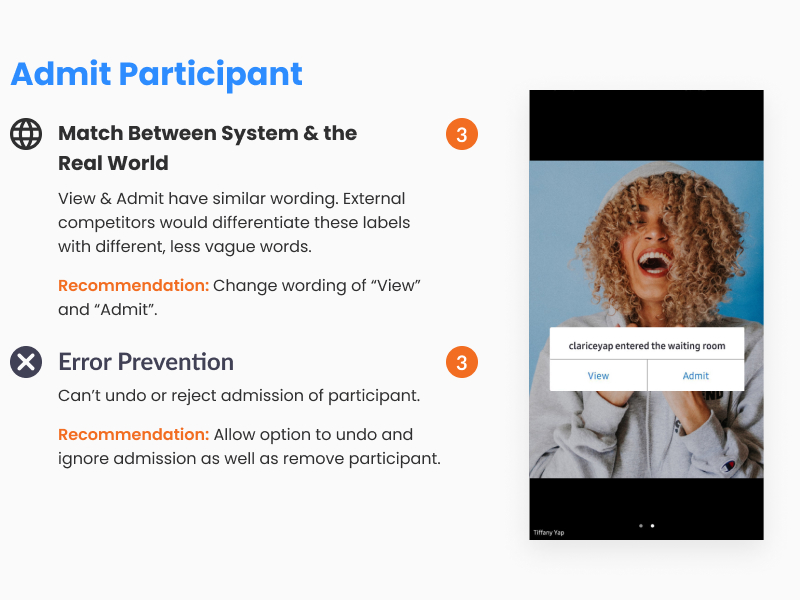 Admit Participant
Match Between System & the
Real World
3
View & Admit have similar wording. External
competitors would differentiate these labels
with different, less vague words.
Recommendation: Change wording of “View”
and “Admit”.
Error Prevention
3
Can’t undo or reject admission of participant.
Recommendation: Allow option to undo and
ignore admission as well as remove participant.
clariceyap entered the waiting room
View
Admit
Tiffany Yap